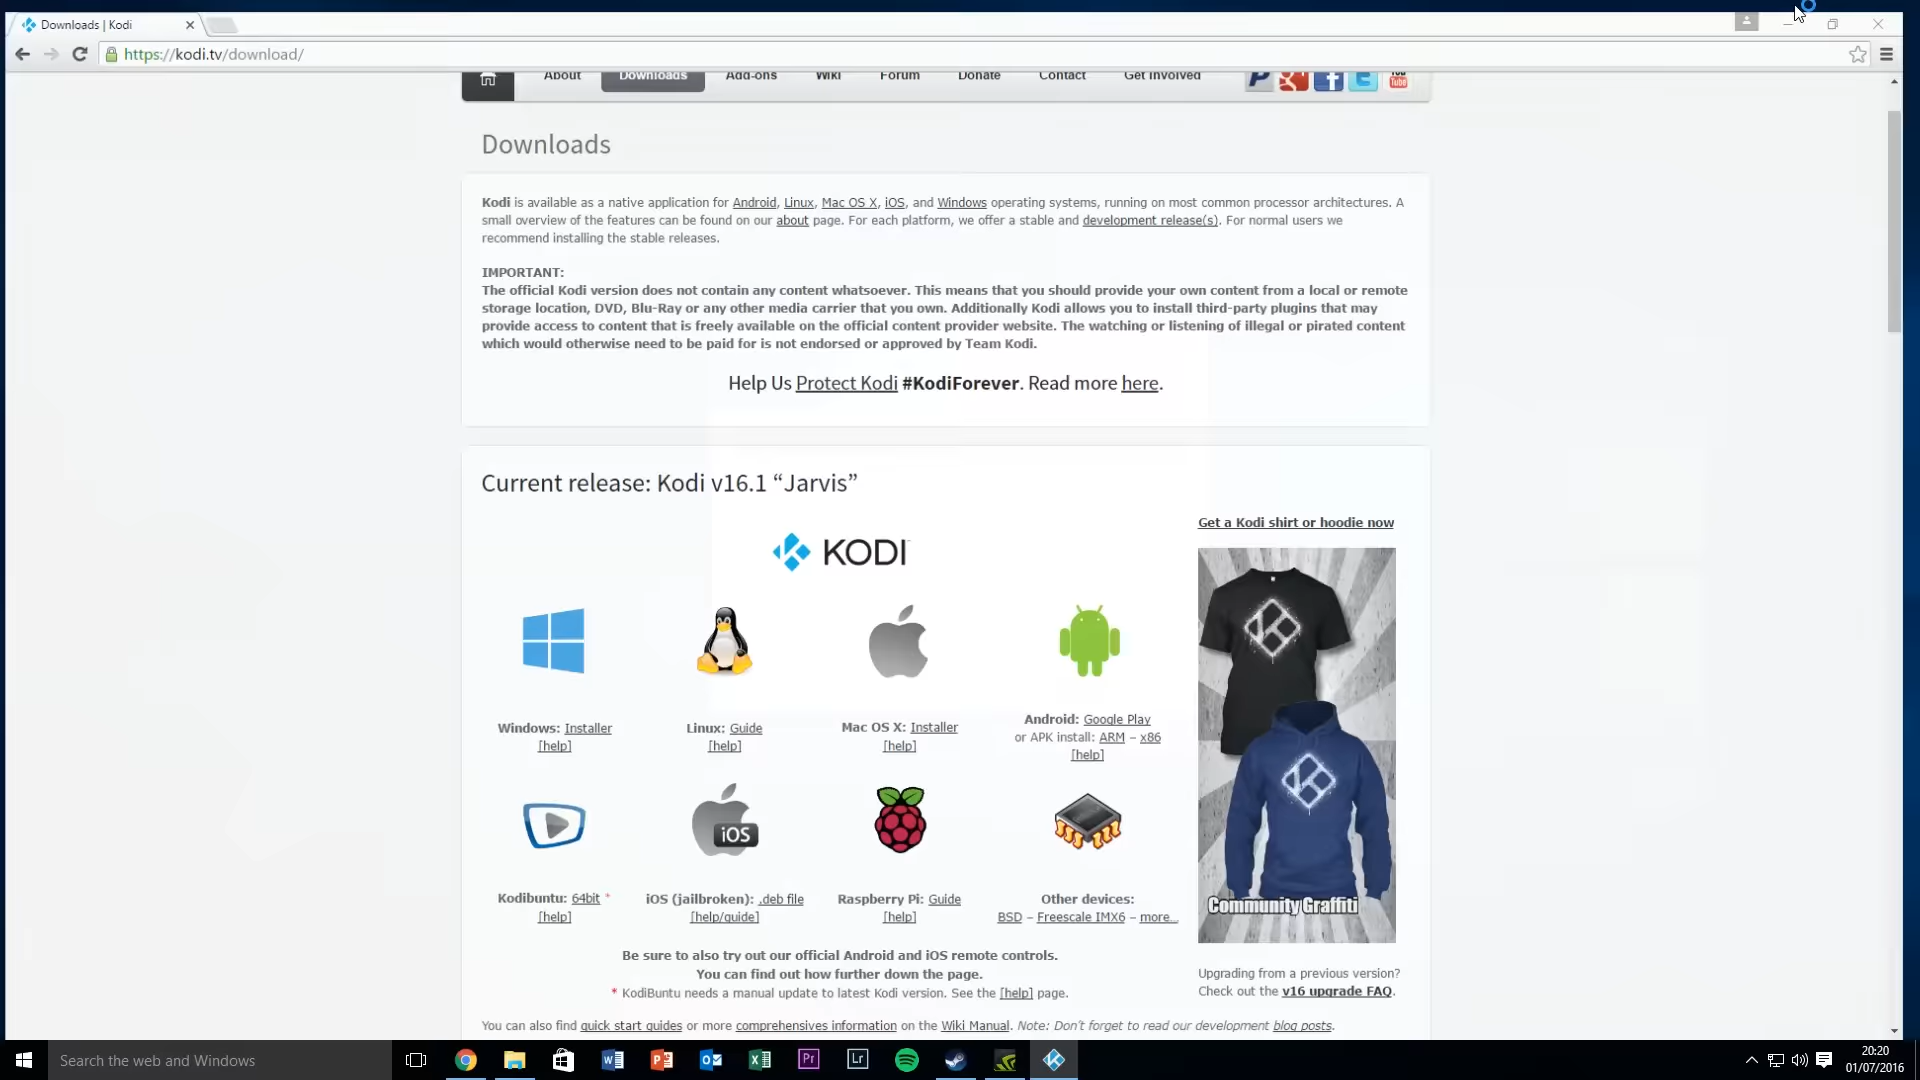 Downloads | Kodi
https://kodi.tv/download/
About Downloads Add-ons Wiki Forum Donate Contact Get Involved
You Tube
Downloads
Kodi is available as a native application for Android, Linux, Mac OS X, iOS, and Windows operating systems, running on most common processor architectures. A
small overview of the features can be found on our about page. For each platform, we offer a stable and development release(s). For normal users we
recommend installing the stable releases.
IMPORTANT:
The official Kodi version does not contain any content whatsoever. This means that you should provide your own content from a local or remote
storage location, DVD, Blu-Ray or any other media carrier that you own. Additionally Kodi allows you to install third-party plugins that may
provide access to content that is freely available on the official content provider website. The watching or listening of illegal or pirated content
which would otherwise need to be paid for is not endorsed or approved by Team Kodi.
Help Us Protect Kodi #KodiForever. Read more here.
Current release: Kodi v16.1 “Jarvis”
Get a Kodi shirt or hoodie now
KODI
Windows: Installer
[help]
Linux: Guide
[help]
Mac OS X: Installer
[help]
Android: Google Play
or APK install: ARM – x86
[help]
iOS
Kodibuntu: 64bit *
[help]
iOS (jailbroken): .deb file
[help/guide]
Raspberry Pi: Guide
[help]
Other devices:
BSD – Freescale IMX6 – more...
Community Graffiti
Be sure to also try out our official Android and iOS remote controls.
You can find out how further down the page.
* KodiBuntu needs a manual update to latest Kodi version. See the [help] page.
Upgrading from a previous version?
Check out the v16 upgrade FAQ.
You can also find quick start guides or more comprehensives information on the Wiki Manual. Note: Don't forget to read our development blog posts.
Search the web and Windows
Pr
Lr
20:20
01/07/2016